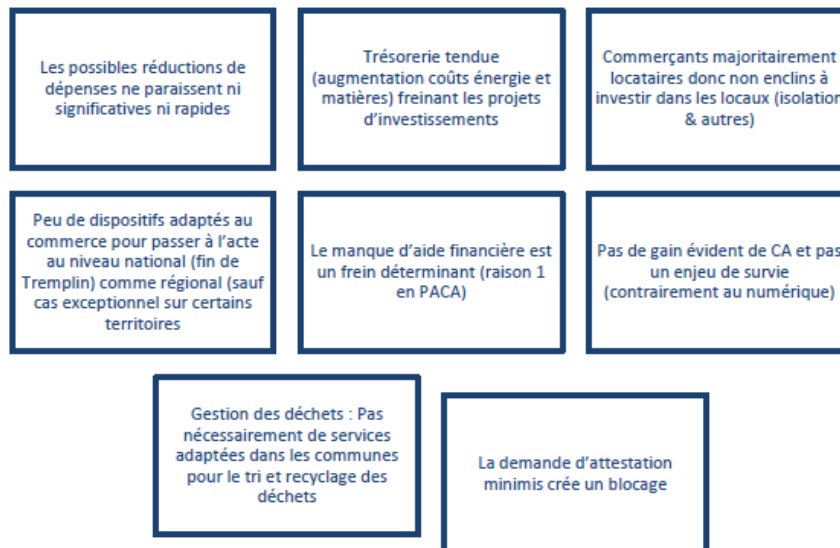 Les possibles réductions de
dépenses ne paraissent ni
significatives ni rapides
Trésorerie tendue
(augmentation coûts énergie et
matières) freinant les projets
d'investissements
Commerçants majoritairement
locataires donc non enclins à
investir dans les locaux (isolation
& autres)
Peu de dispositifs adaptés au
commerce pour passer à l'acte
au niveau national (fin de
Tremplin) comme régional (sauf
cas exceptionnel sur certains
territoires
Le manque d'aide financière est
un frein déterminant (raison 1
en PACA)
Pas de gain évident de CA et pas
un enjeu de survie
(contrairement au numérique)
Gestion des déchets : Pas
nécessairement de services
adaptées dans les communes
pour le tri et recyclage des
déchets
La demande d'attestation
minimis crée un blocage